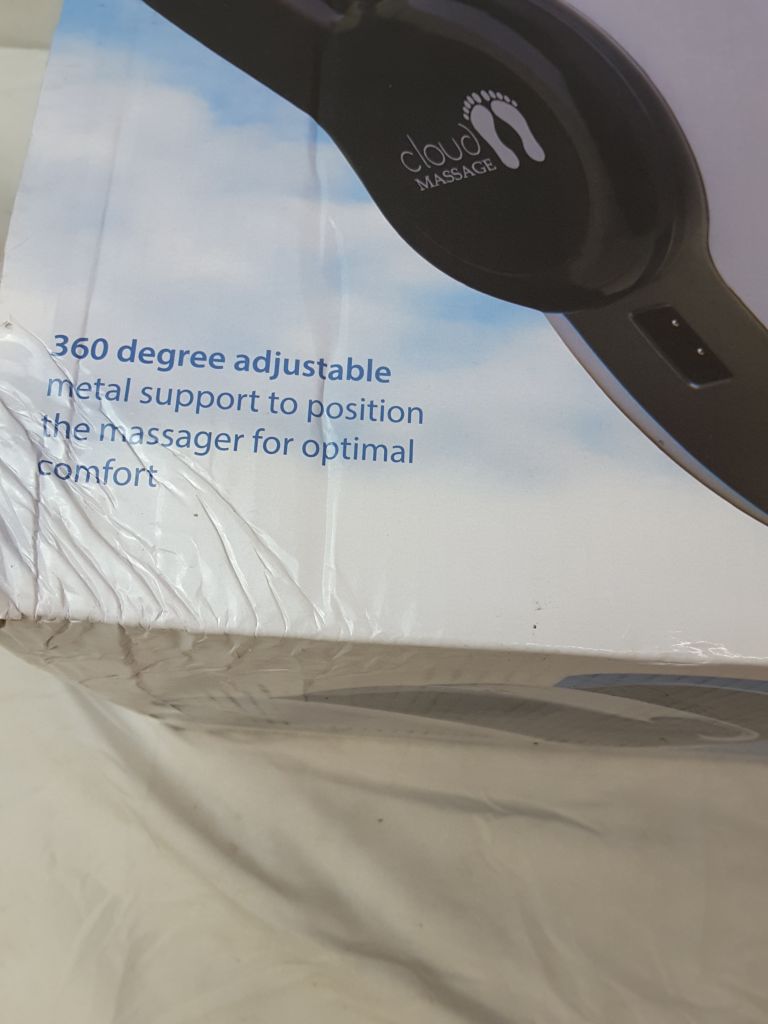 cloud
MASSAGE
360 degree adjustable
metal support to position
the massager for optimal
comfort